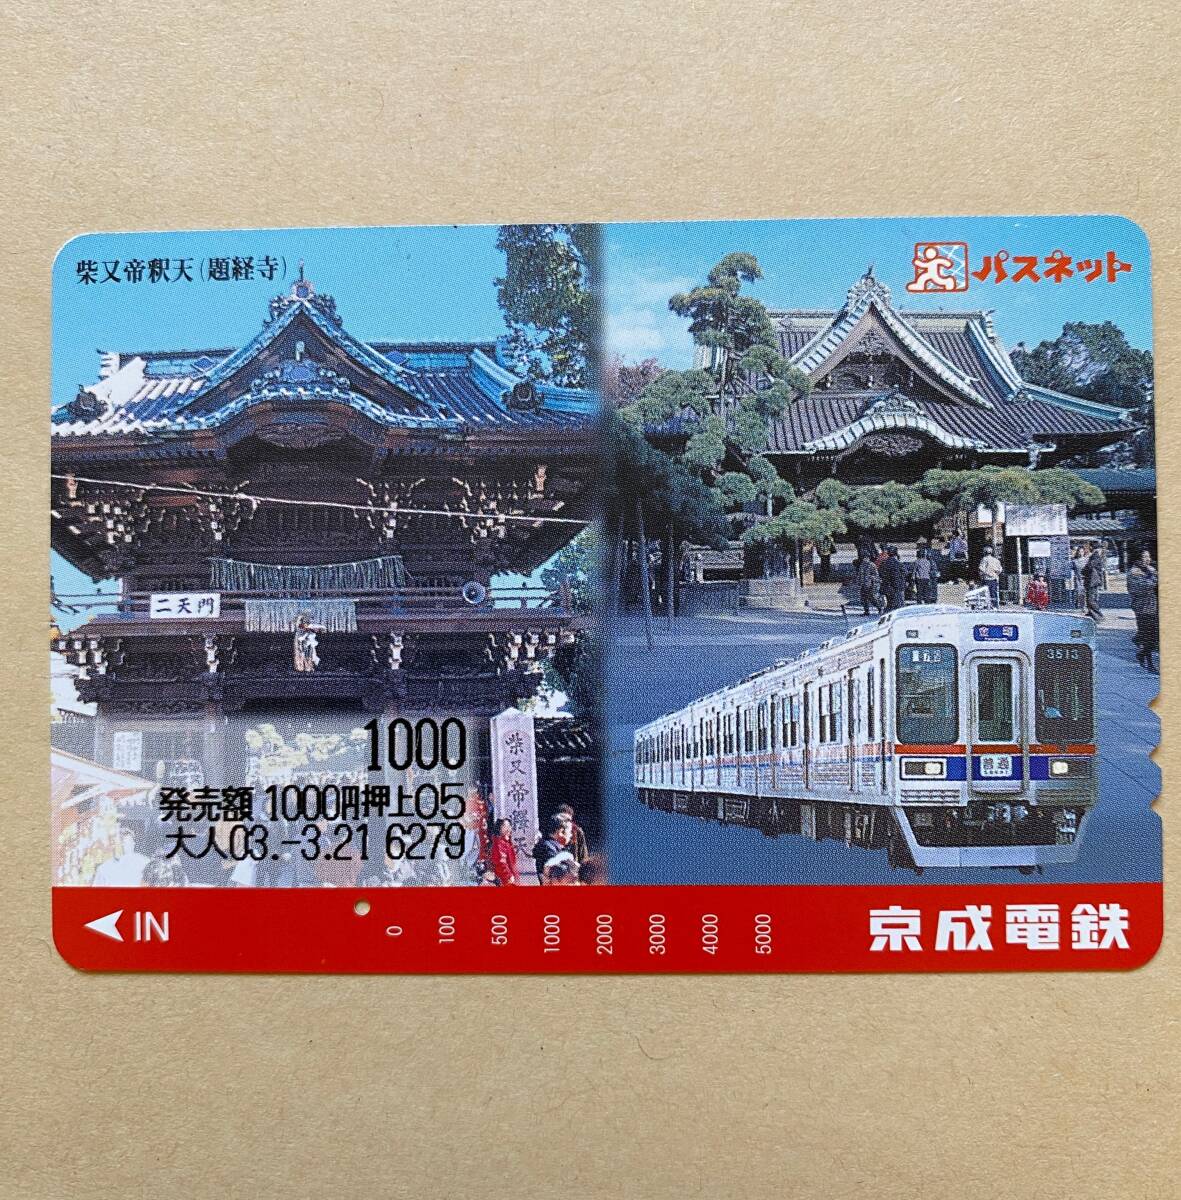 柴又帝釈天(題経寺)
パスネット
二天門
金町
3513
普通
柴又帝釋天
1000
発売額 1000円押上05
大人03.-3.21 6279
IN
0 100 500 1000 2000 3000 4000 5000
京成電鉄